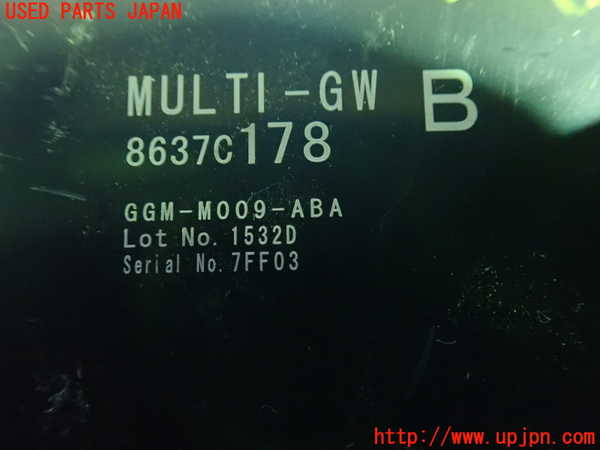 USED PARTS JAPAN
MULTI-GW B
8637C178
GGM-M009-ABA
Lot No. 1532D
Serial No. 7FF03
http://www.upjpn.com/